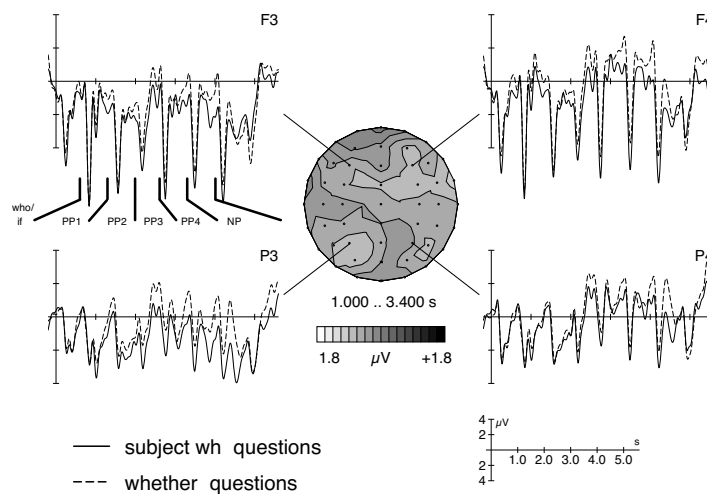 F3
F4
who/
if
PP1
PP2
PP3
PP4
NP
P3
P4
1.000 .. 3.400 s
1.8
µV
+1.8
subject wh questions
whether questions
4
2
µV
s
1.0
2.0
3.0
4.0
5.0
2
4